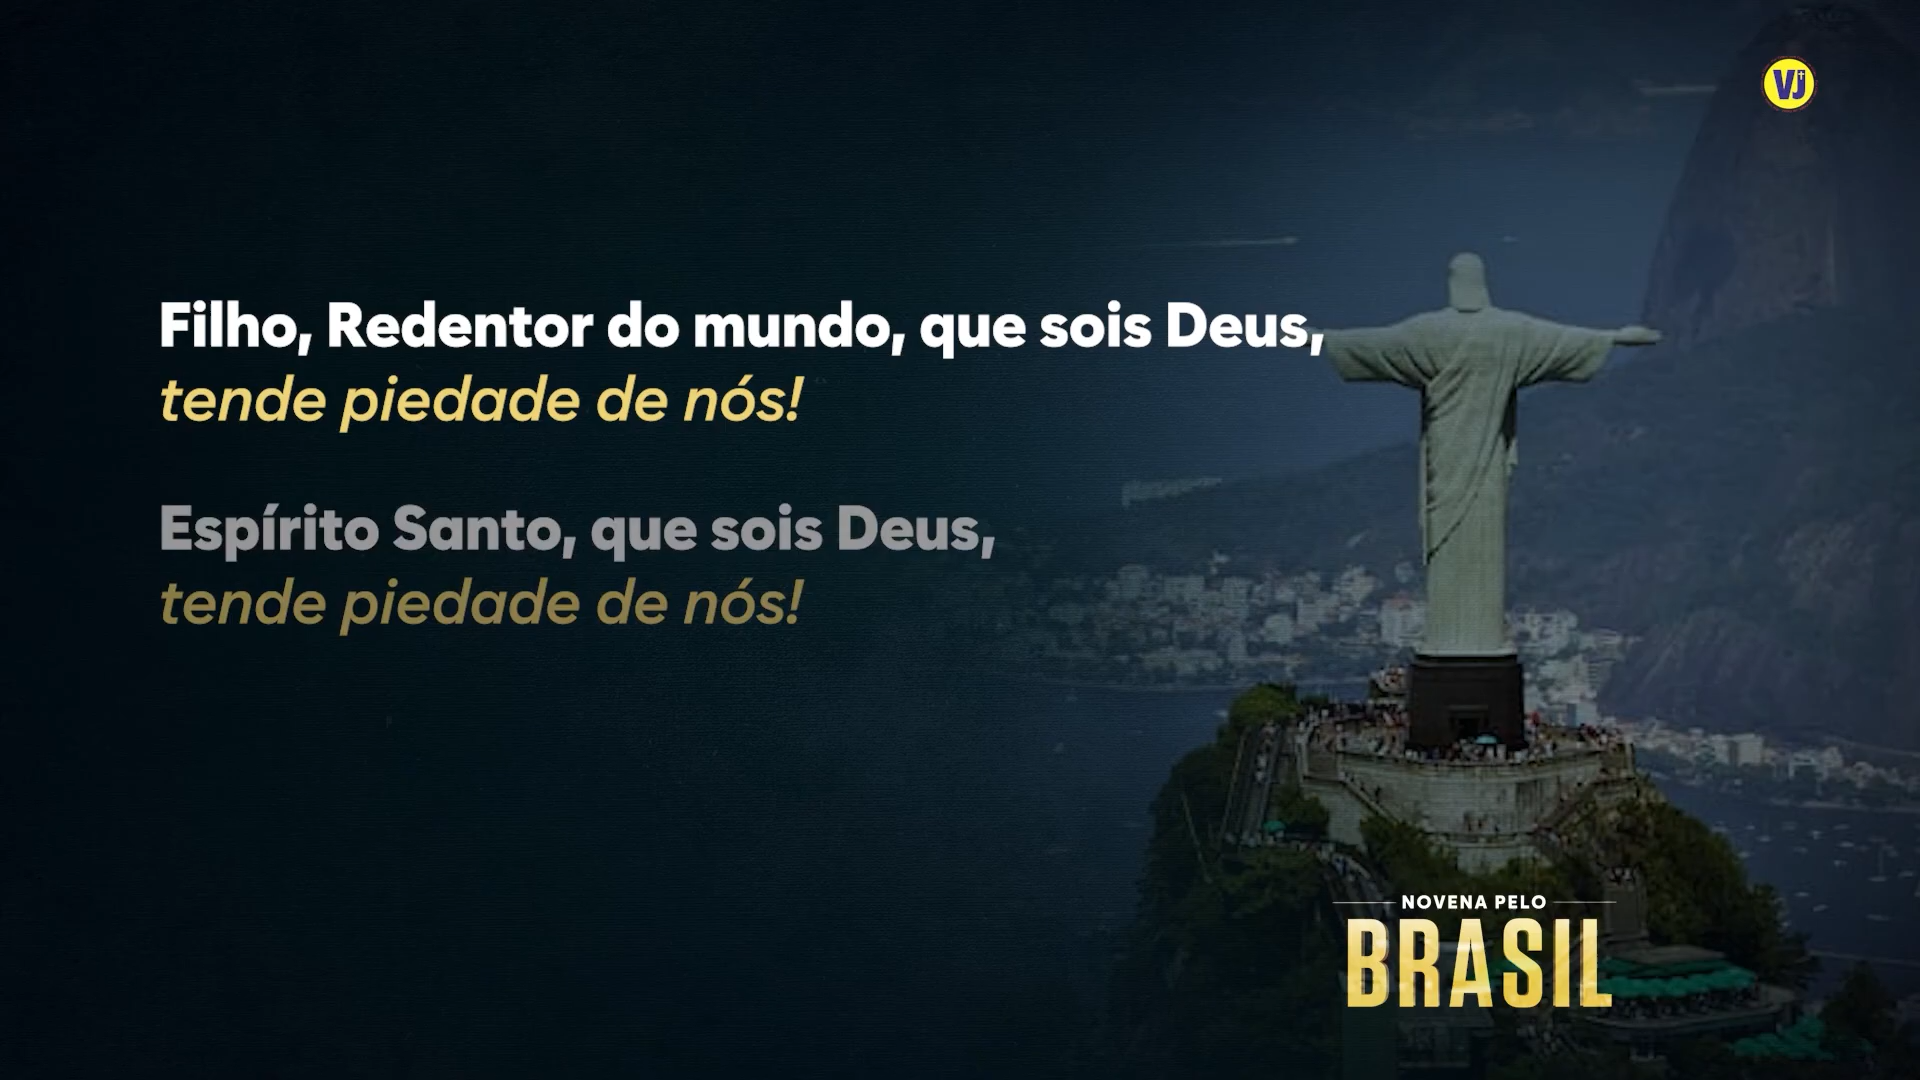 VJ
Filho, Redentor do mundo, que sois Deus,
tende piedade de nós!
Espírito Santo, que sois Deus,
tende piedade de nós!
NOVENA PELO
BRASIL